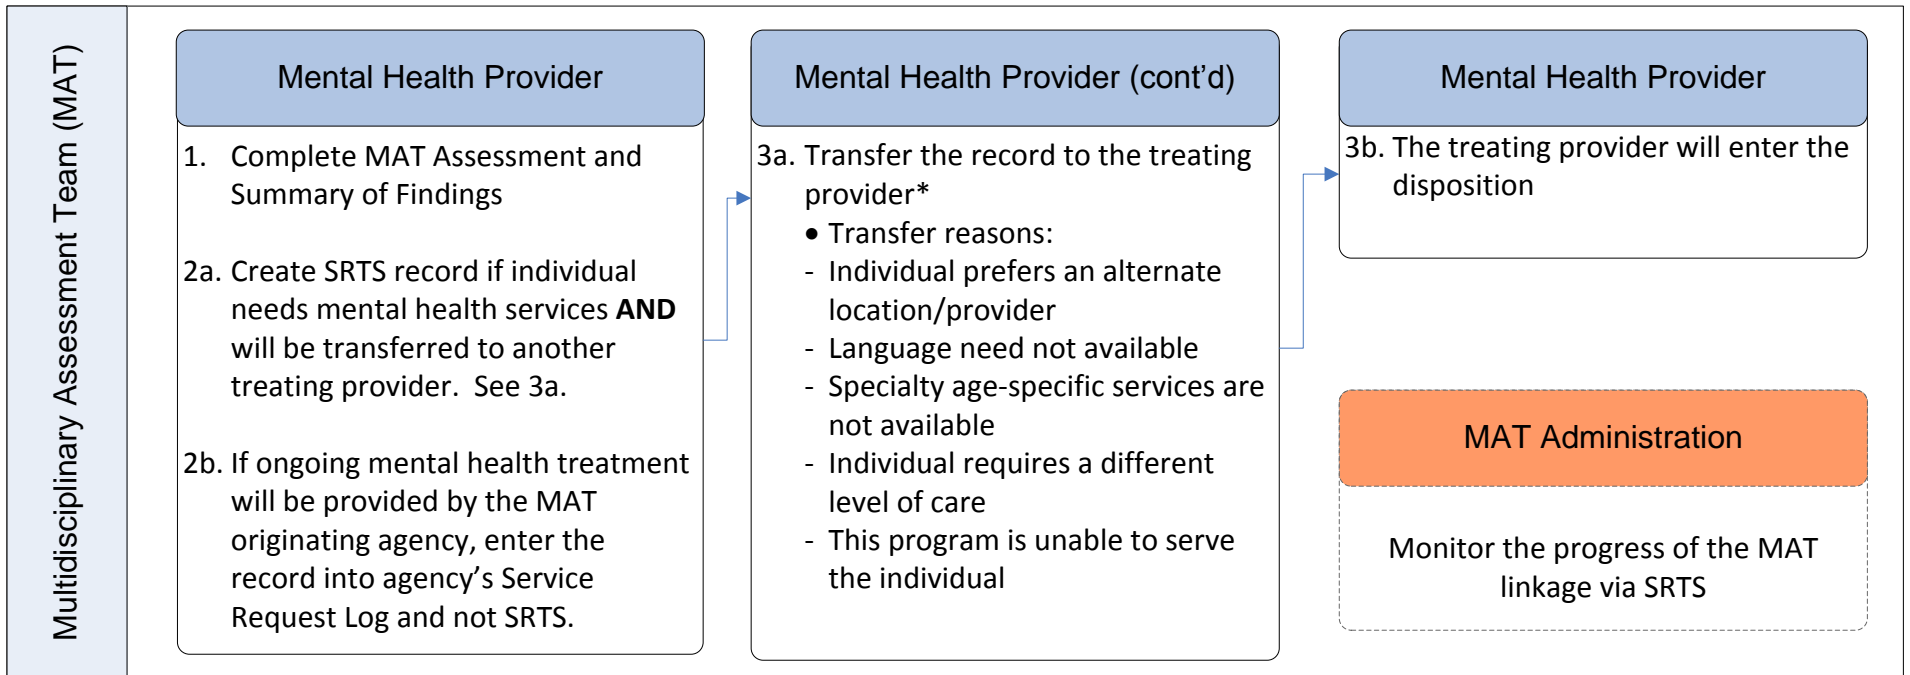 Multidisciplinary Assessment Team (MAT)
Mental Health Provider
1. Complete MAT Assessment and
Summary of Findings
2a. Create SRTS record if individual
needs mental health services AND
will be transferred to another
treating provider.  See 3a.
2b. If ongoing mental health treatment
will be provided by the MAT
originating agency, enter the
record into agency’s Service
Request Log and not SRTS.
Mental Health Provider (cont’d)
3a. Transfer the record to the treating
provider*
• Transfer reasons:
- Individual prefers an alternate
location/provider
- Language need not available
- Specialty age-specific services are
not available
- Individual requires a different
level of care
- This program is unable to serve
the individual
Mental Health Provider
3b. The treating provider will enter the
disposition
MAT Administration
Monitor the progress of the MAT
linkage via SRTS